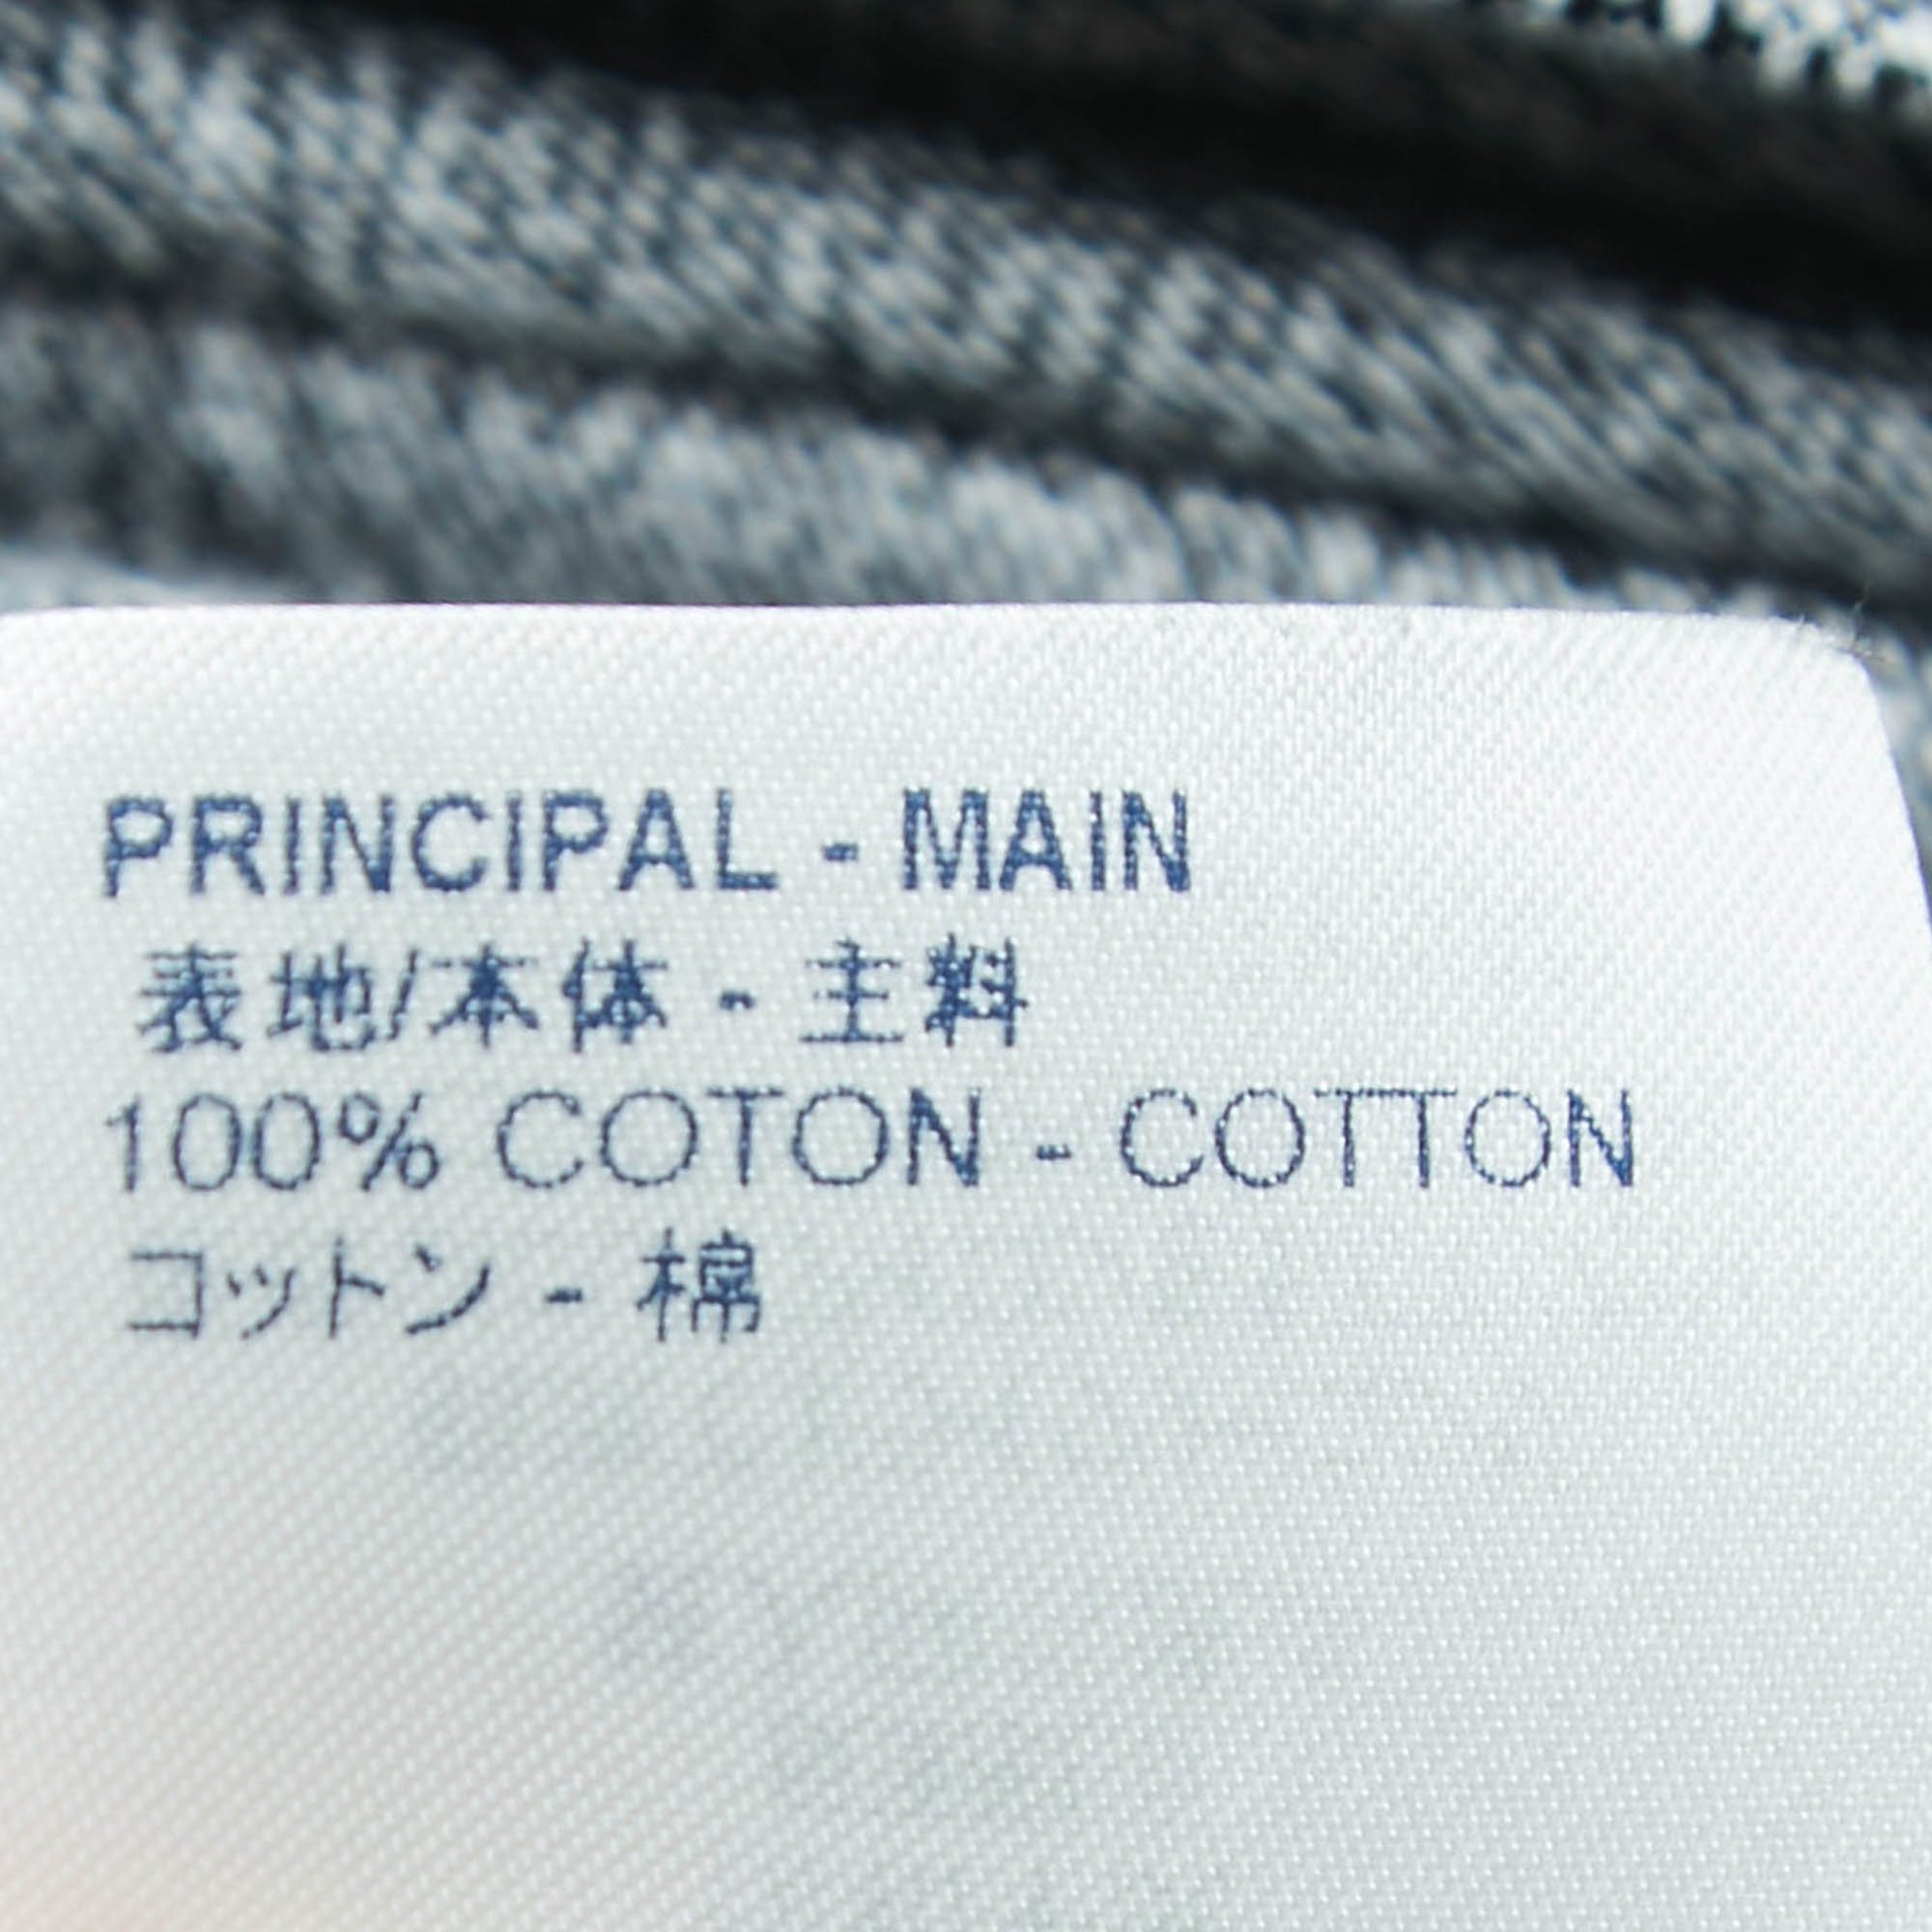 PRINCIPAL - MAIN
表地/本体 - 主料
100% COTON - COTTON
コットン - 棉